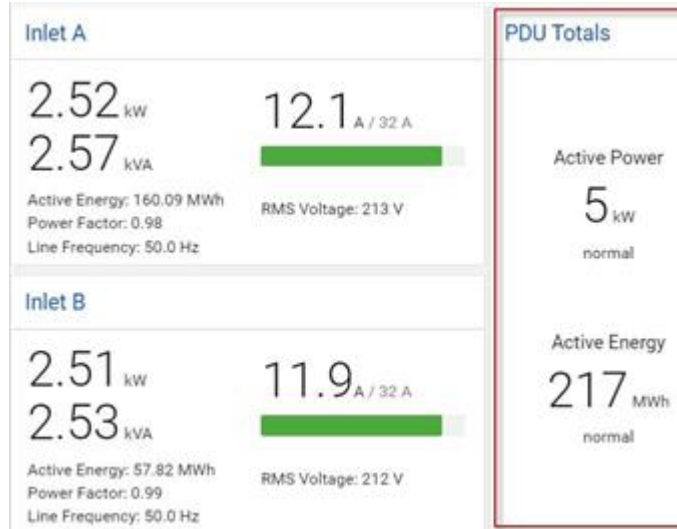 Inlet A
2.52 kW
12.1 A / 32 A
2.57 kVA
Active Energy: 160.09 MWh
RMS Voltage: 213 V
Power Factor: 0.98
Line Frequency: 50.0 Hz
Inlet B
2.51 kW
11.9 A / 32 A
2.53 kVA
Active Energy: 57.82 MWh
RMS Voltage: 212 V
Power Factor: 0.99
Line Frequency: 50.0 Hz
PDU Totals
Active Power
5 kW
normal
Active Energy
217 MWh
normal